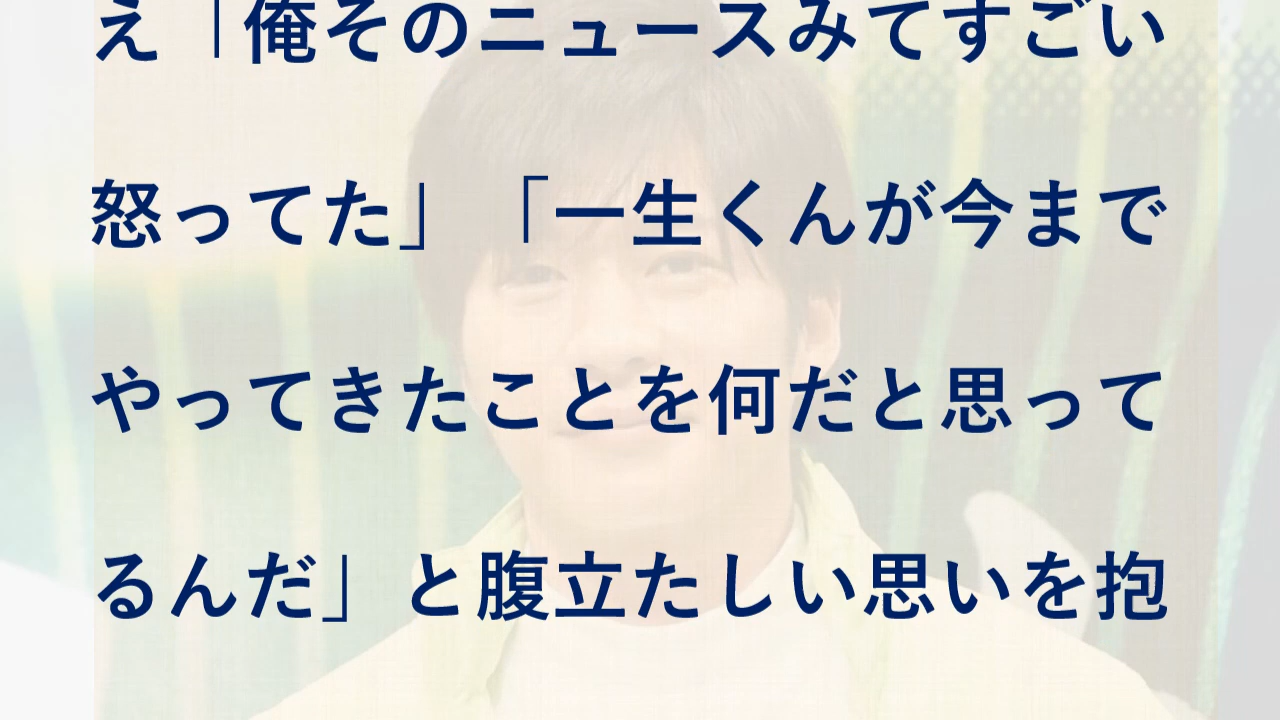 え「俺そのニュースみてすごい
怒ってた」「一生くんが今まで
やってきたことを何だと思って
るんだ」と腹立たしい思いを抱